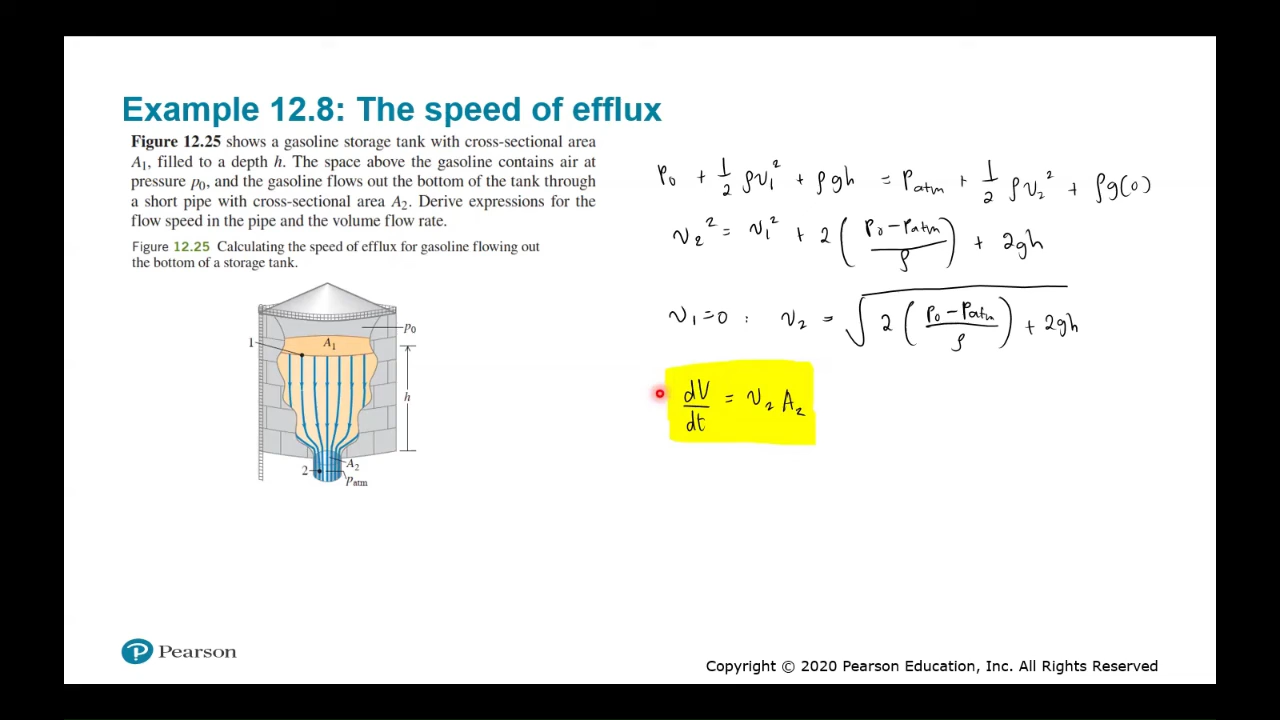 Example 12.8: The speed of efflux
Figure 12.25 shows a gasoline storage tank with cross-sectional area
A₁, filled to a depth h. The space above the gasoline contains air at
pressure p₀, and the gasoline flows out the bottom of the tank through
a short pipe with cross-sectional area A₂. Derive expressions for the
flow speed in the pipe and the volume flow rate.
Figure 12.25 Calculating the speed of efflux for gasoline flowing out
the bottom of a storage tank.
p₀
1
A₁
h
A₂
2
pₐₜₘ
p₀ + 1/2 ρv₁² + ρgh = pₐₜₘ + 1/2 ρv₂² + ρg(0)
v₂² = v₁² + 2 ( (p₀ − pₐₜₘ)/ρ ) + 2gh
v₁ = 0 : v₂ = √( 2 ( (p₀ − pₐₜₘ)/ρ ) + 2gh )
dV/dt = v₂ A₂
P Pearson
Copyright © 2020 Pearson Education, Inc. All Rights Reserved